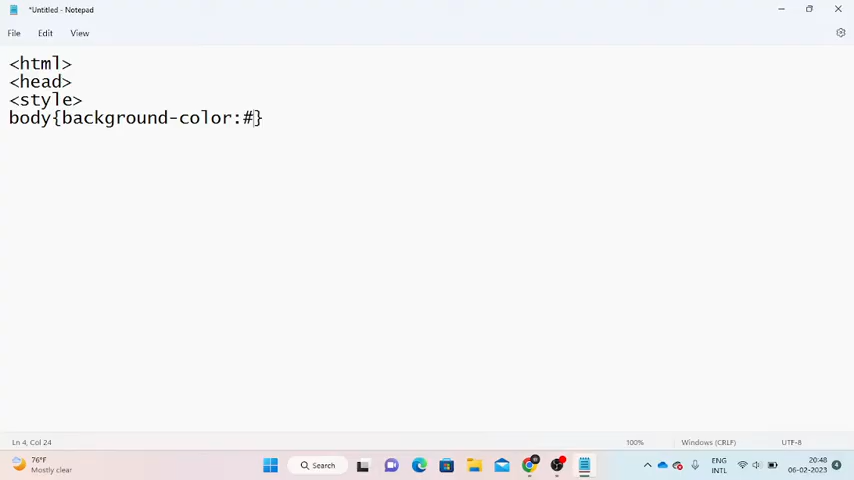 *Untitled - Notepad
File Edit View
<html>
<head>
<style>
body{background-color:#}
Ln 4, Col 24
100%
Windows (CRLF)
UTF-8
76°F
Mostly clear
Search
ENG
INTL
20:48
06-02-2023
4